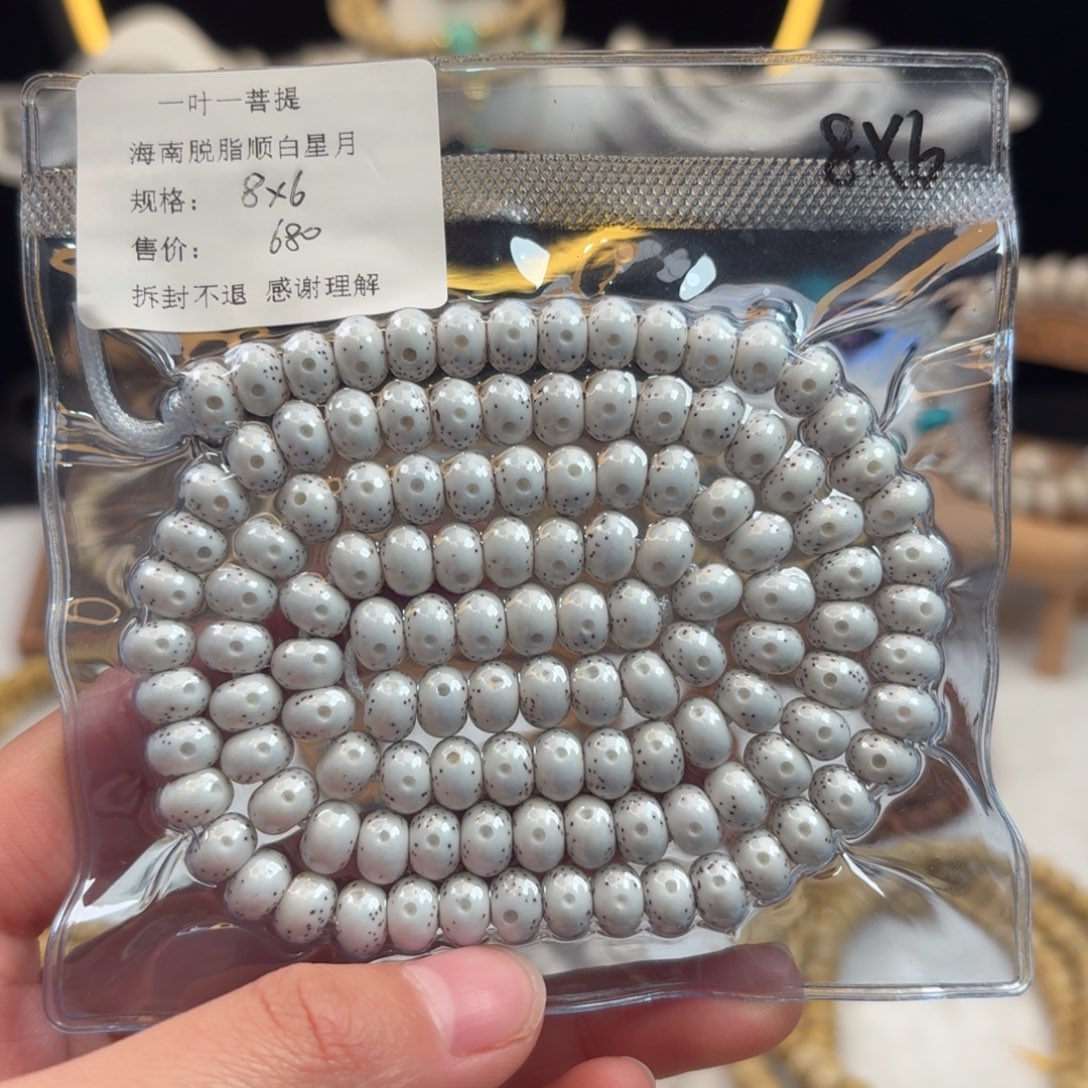 一叶一菩提
海南脱脂顺白星月
规格： 8×6
售价： 680
拆封不退 感谢理解
8X6